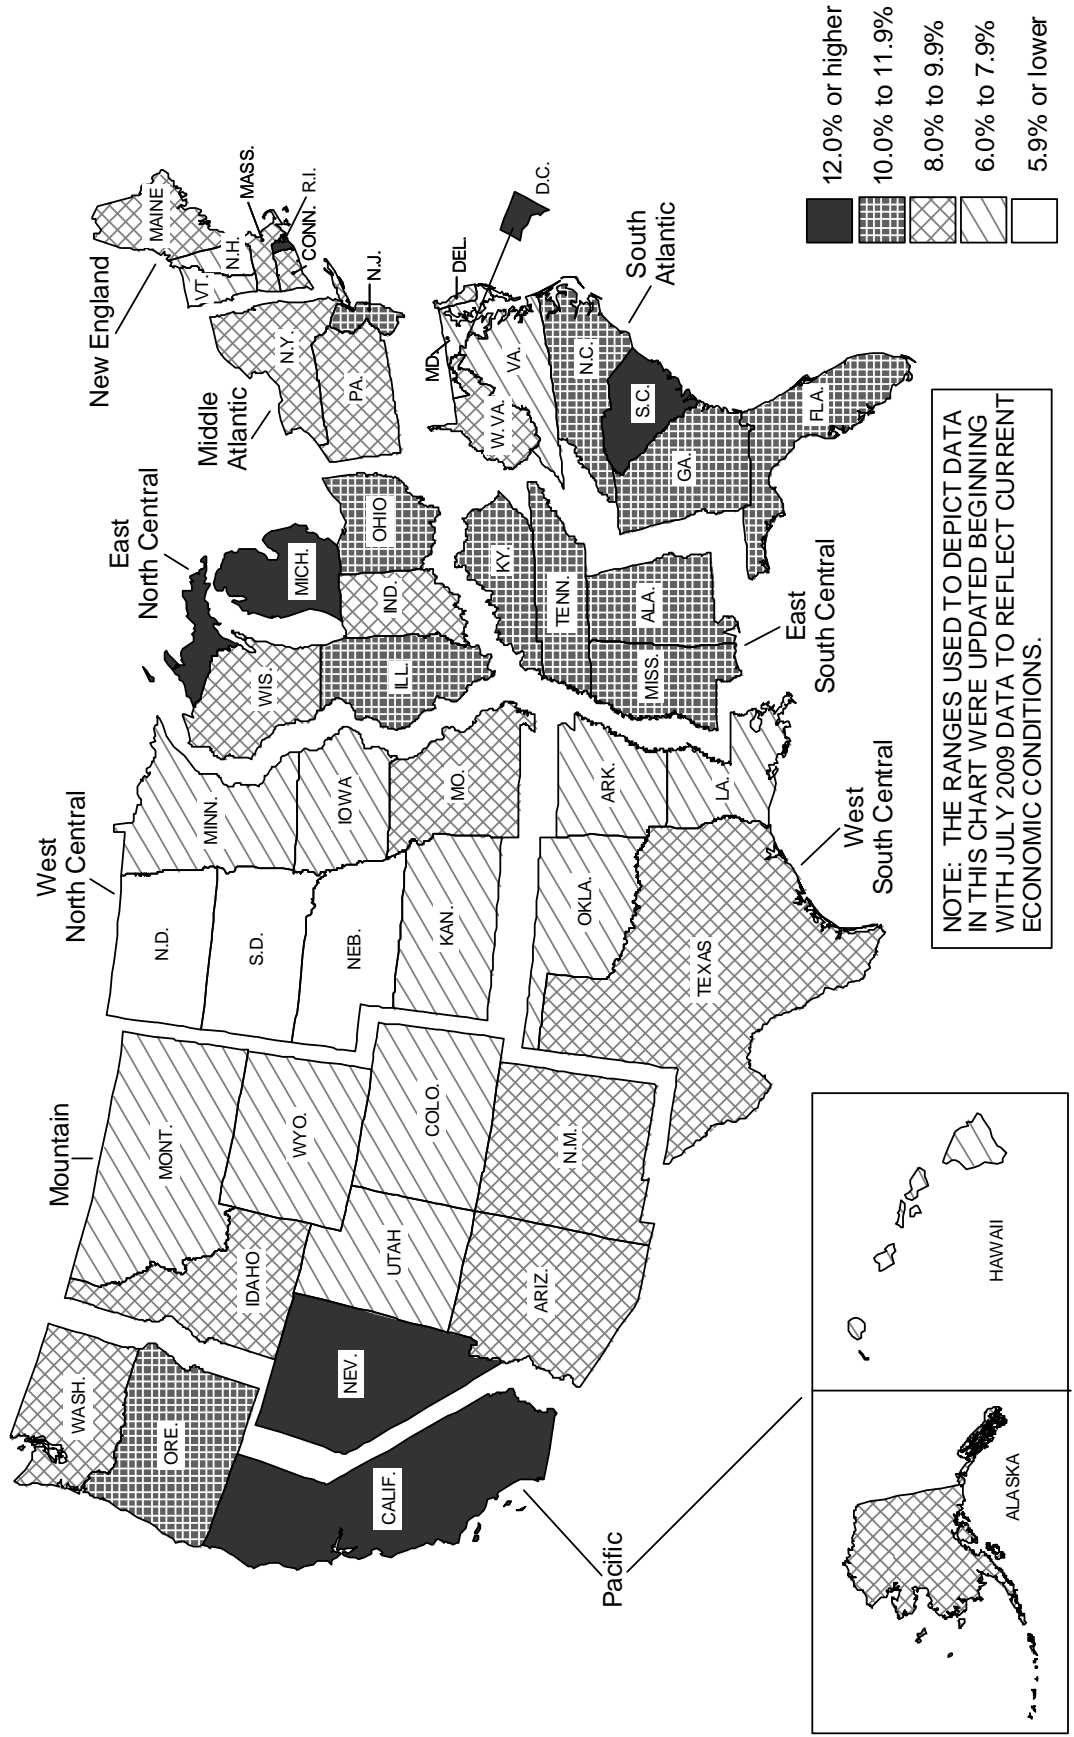 Pacific
Mountain
West
North Central
East
North Central
Middle
Atlantic
New England
South
Atlantic
East
South Central
West
South Central
WASH.
ORE.
CALIF.
NEV.
IDAHO
MONT.
WYO.
UTAH
COLO.
ARIZ.
N.M.
N.D.
S.D.
NEB.
KAN.
MINN.
IOWA
MO.
OKLA.
TEXAS
ARK.
LA.
WIS.
MICH.
ILL.
IND.
OHIO
KY.
TENN.
MISS.
ALA.
N.Y.
PA.
N.J.
VT.
N.H.
MAINE
MASS.
CONN.
R.I.
MD.
DEL.
D.C.
W.VA.
VA.
N.C.
S.C.
GA.
FLA.
ALASKA
HAWAII
12.0% or higher
10.0% to 11.9%
8.0% to 9.9%
6.0% to 7.9%
5.9% or lower
NOTE: THE RANGES USED TO DEPICT DATA
IN THIS CHART WERE UPDATED BEGINNING
WITH JULY 2009 DATA TO REFLECT CURRENT
ECONOMIC CONDITIONS.